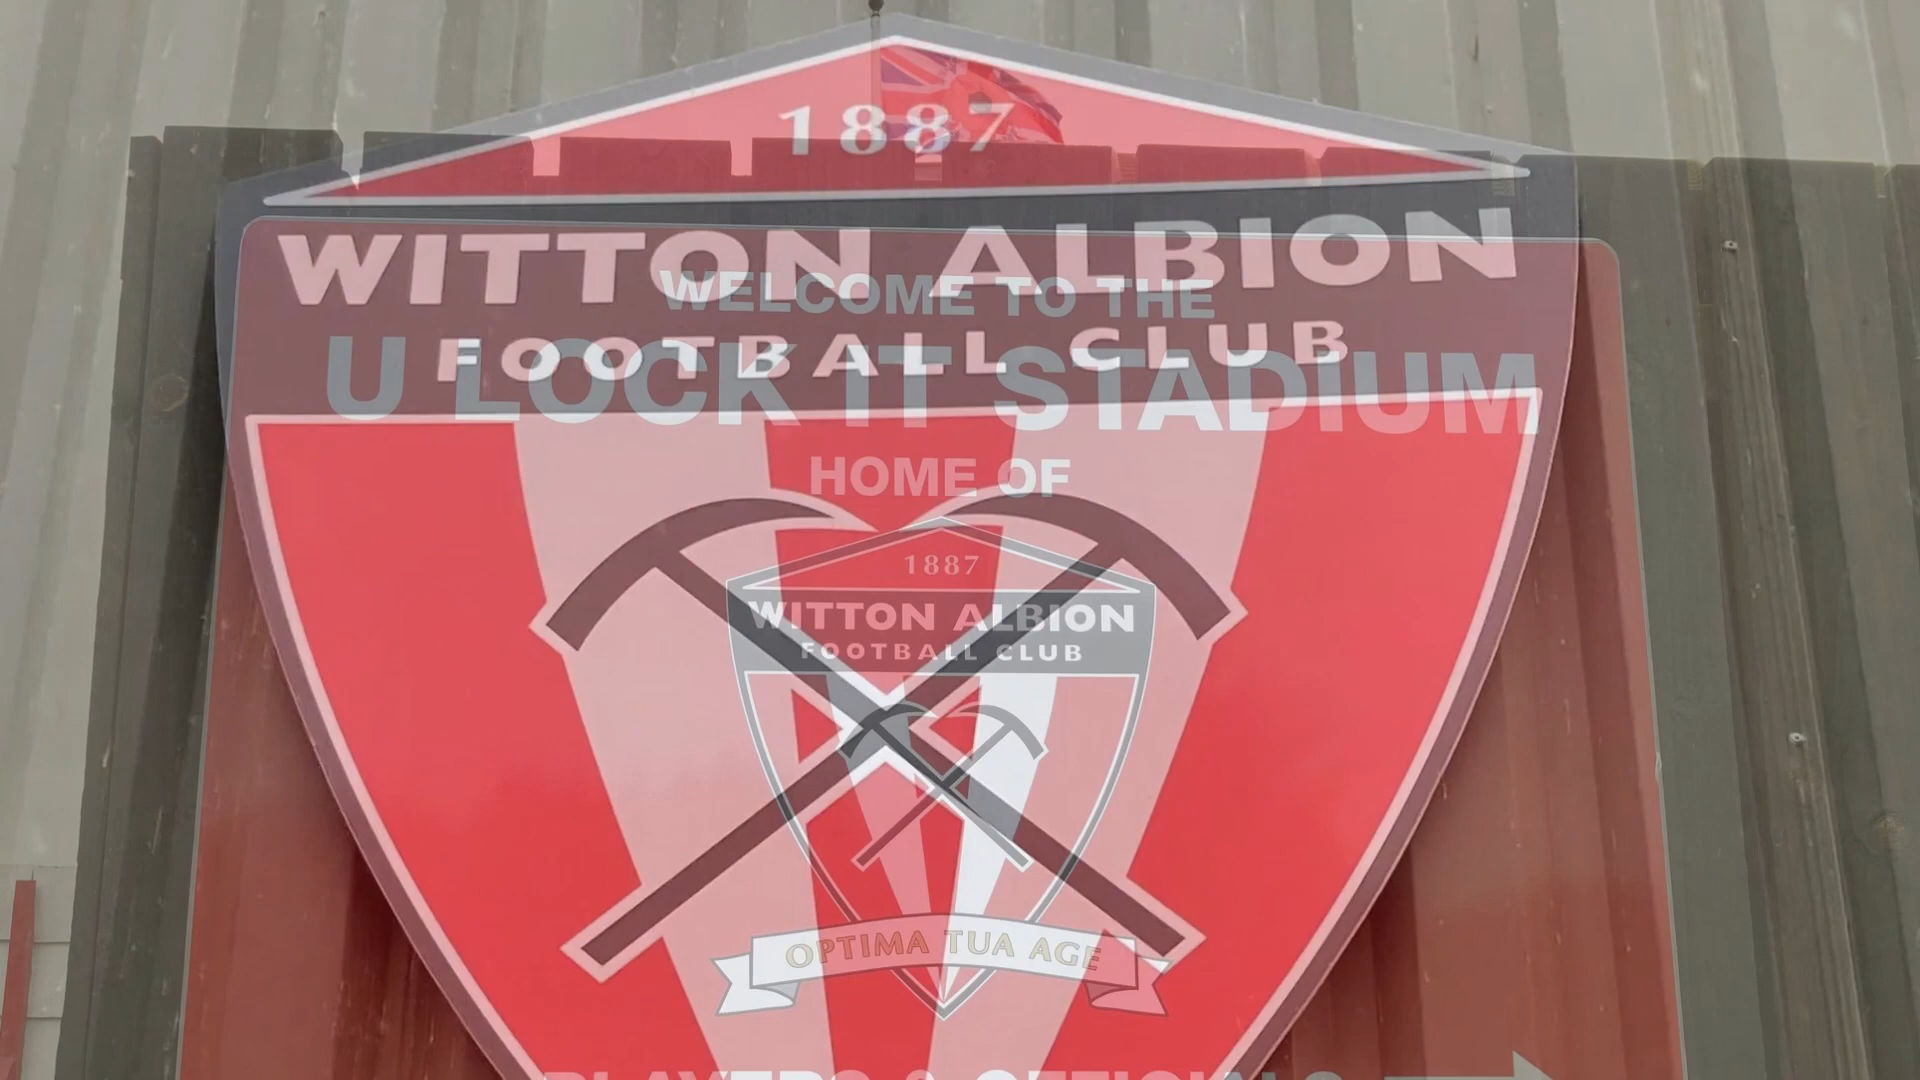 1887
WITTON ALBION
FOOTBALL CLUB
WELCOME TO THE
U LOCK IT STADIUM
HOME OF
1887
WITTON ALBION
FOOTBALL CLUB
OPTIMA TUA AGE
PLAYERS & OFFICIALS